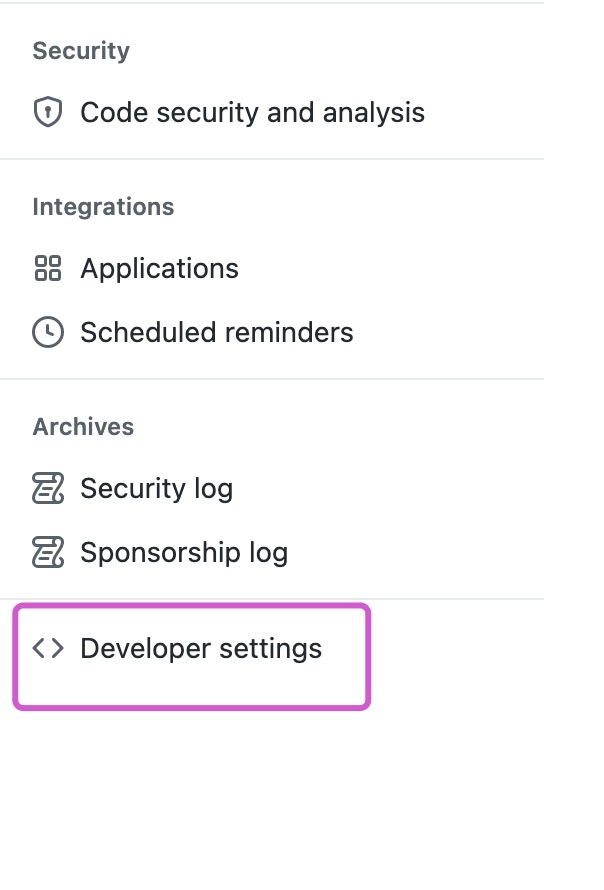 Security
Code security and analysis
Integrations
Applications
Scheduled reminders
Archives
Security log
Sponsorship log
Developer settings